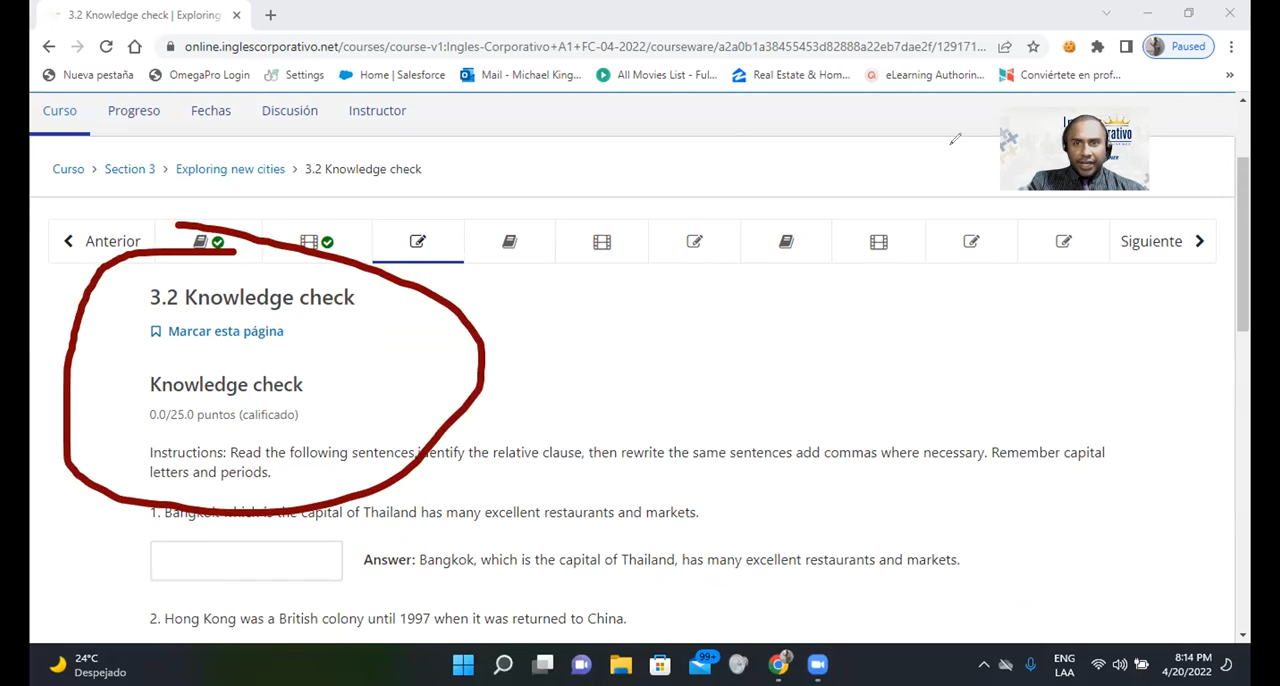 3.2 Knowledge check | Exploring
online.inglescorporativo.net/courses/course-v1:Ingles-Corporativo+A1+FC-04-2022/courseware/a2a0b1a38455453d82888a22eb7dae2f/129171...
Paused
Nueva pestaña
OmegaPro Login
Settings
Home | Salesforce
Mail - Michael King...
All Movies List - Ful...
Real Estate & Hom...
eLearning Authorin...
Conviértete en prof...
»
Curso Progreso Fechas Discusión Instructor
Curso > Section 3 > Exploring new cities > 3.2 Knowledge check
Anterior
Siguiente
3.2 Knowledge check
Marcar esta página
Knowledge check
0.0/25.0 puntos (calificado)
Instructions: Read the following sentences, identify the relative clause, then rewrite the same sentences add commas where necessary. Remember capital
letters and periods.
1. Bangkok which is the capital of Thailand has many excellent restaurants and markets.
Answer: Bangkok, which is the capital of Thailand, has many excellent restaurants and markets.
2. Hong Kong was a British colony until 1997 when it was returned to China.
24°C
Despejado
99+
ENG
LAA
8:14 PM
4/20/2022